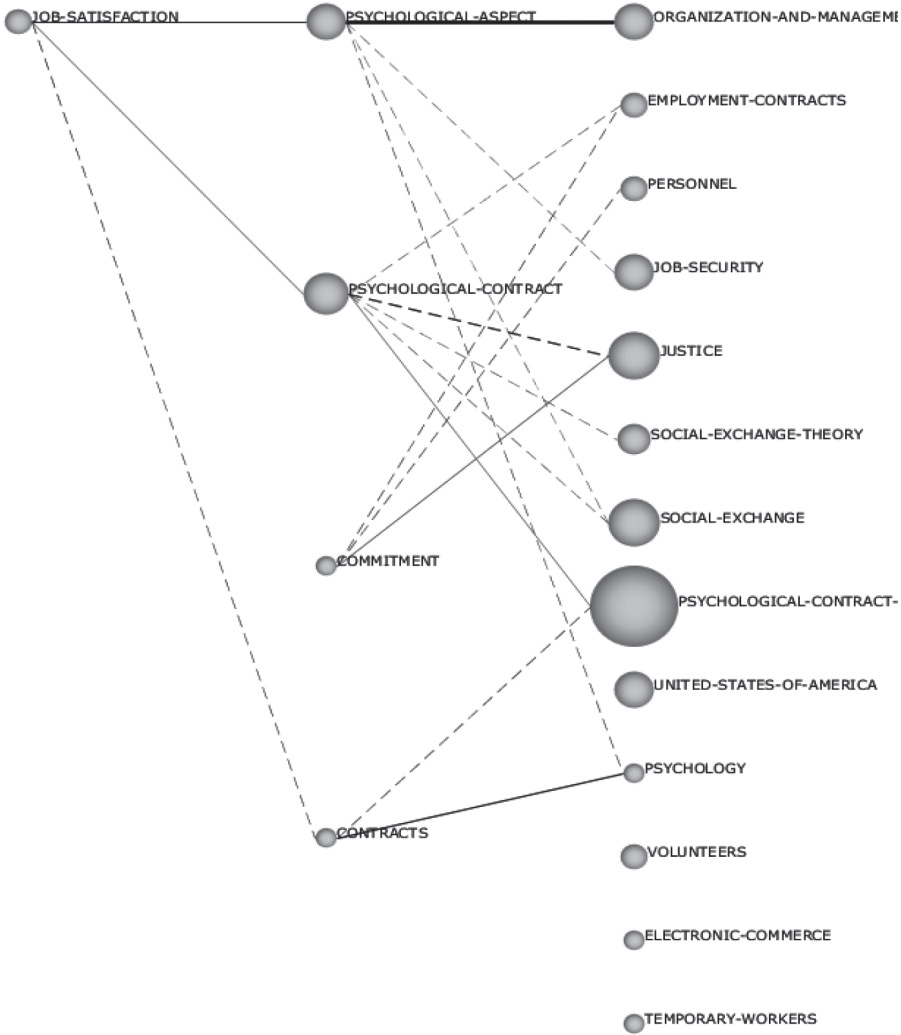 JOB-SATISFACTION
PSYCHOLOGICAL-ASPECT
ORGANIZATION-AND-MANAGEME
EMPLOYMENT-CONTRACTS
PERSONNEL
JOB-SECURITY
PSYCHOLOGICAL-CONTRACT
JUSTICE
SOCIAL-EXCHANGE-THEORY
SOCIAL-EXCHANGE
COMMITMENT
PSYCHOLOGICAL-CONTRACT-
UNITED-STATES-OF-AMERICA
PSYCHOLOGY
CONTRACTS
VOLUNTEERS
ELECTRONIC-COMMERCE
TEMPORARY-WORKERS